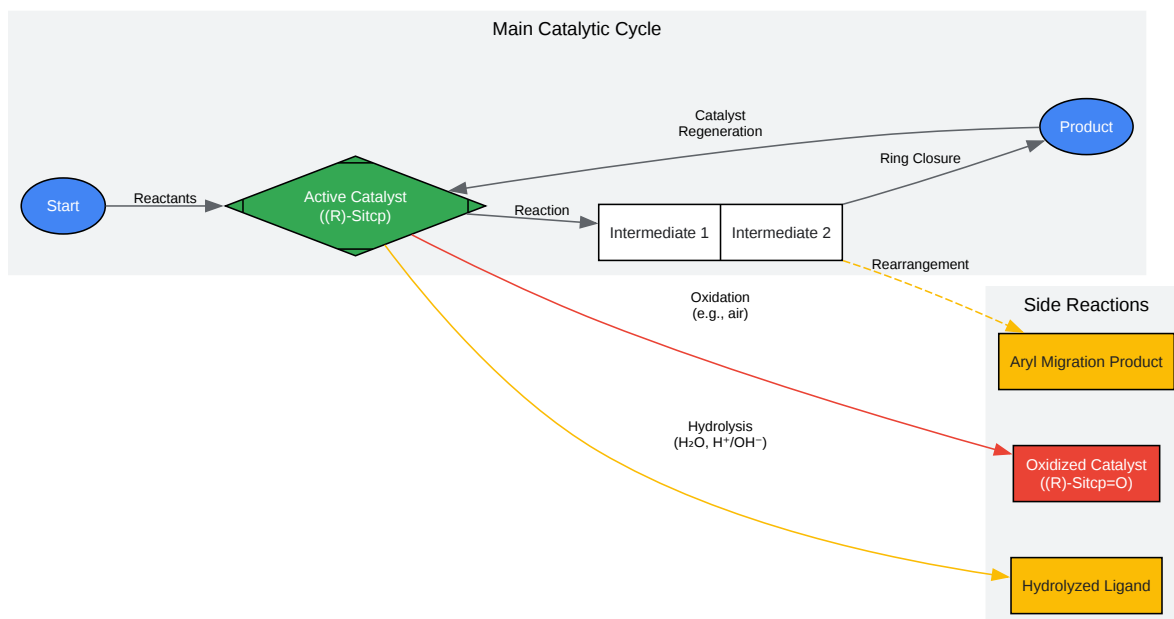 Main Catalytic Cycle
Start
Reactants
Active Catalyst
((R)-Sitcp)
Reaction
Intermediate 1
Intermediate 2
Catalyst
Regeneration
Ring Closure
Product
Rearrangement
Side Reactions
Aryl Migration Product
Oxidation
(e.g., air)
Oxidized Catalyst
((R)-Sitcp=O)
Hydrolysis
(H₂O, H⁺/OH⁻)
Hydrolyzed Ligand